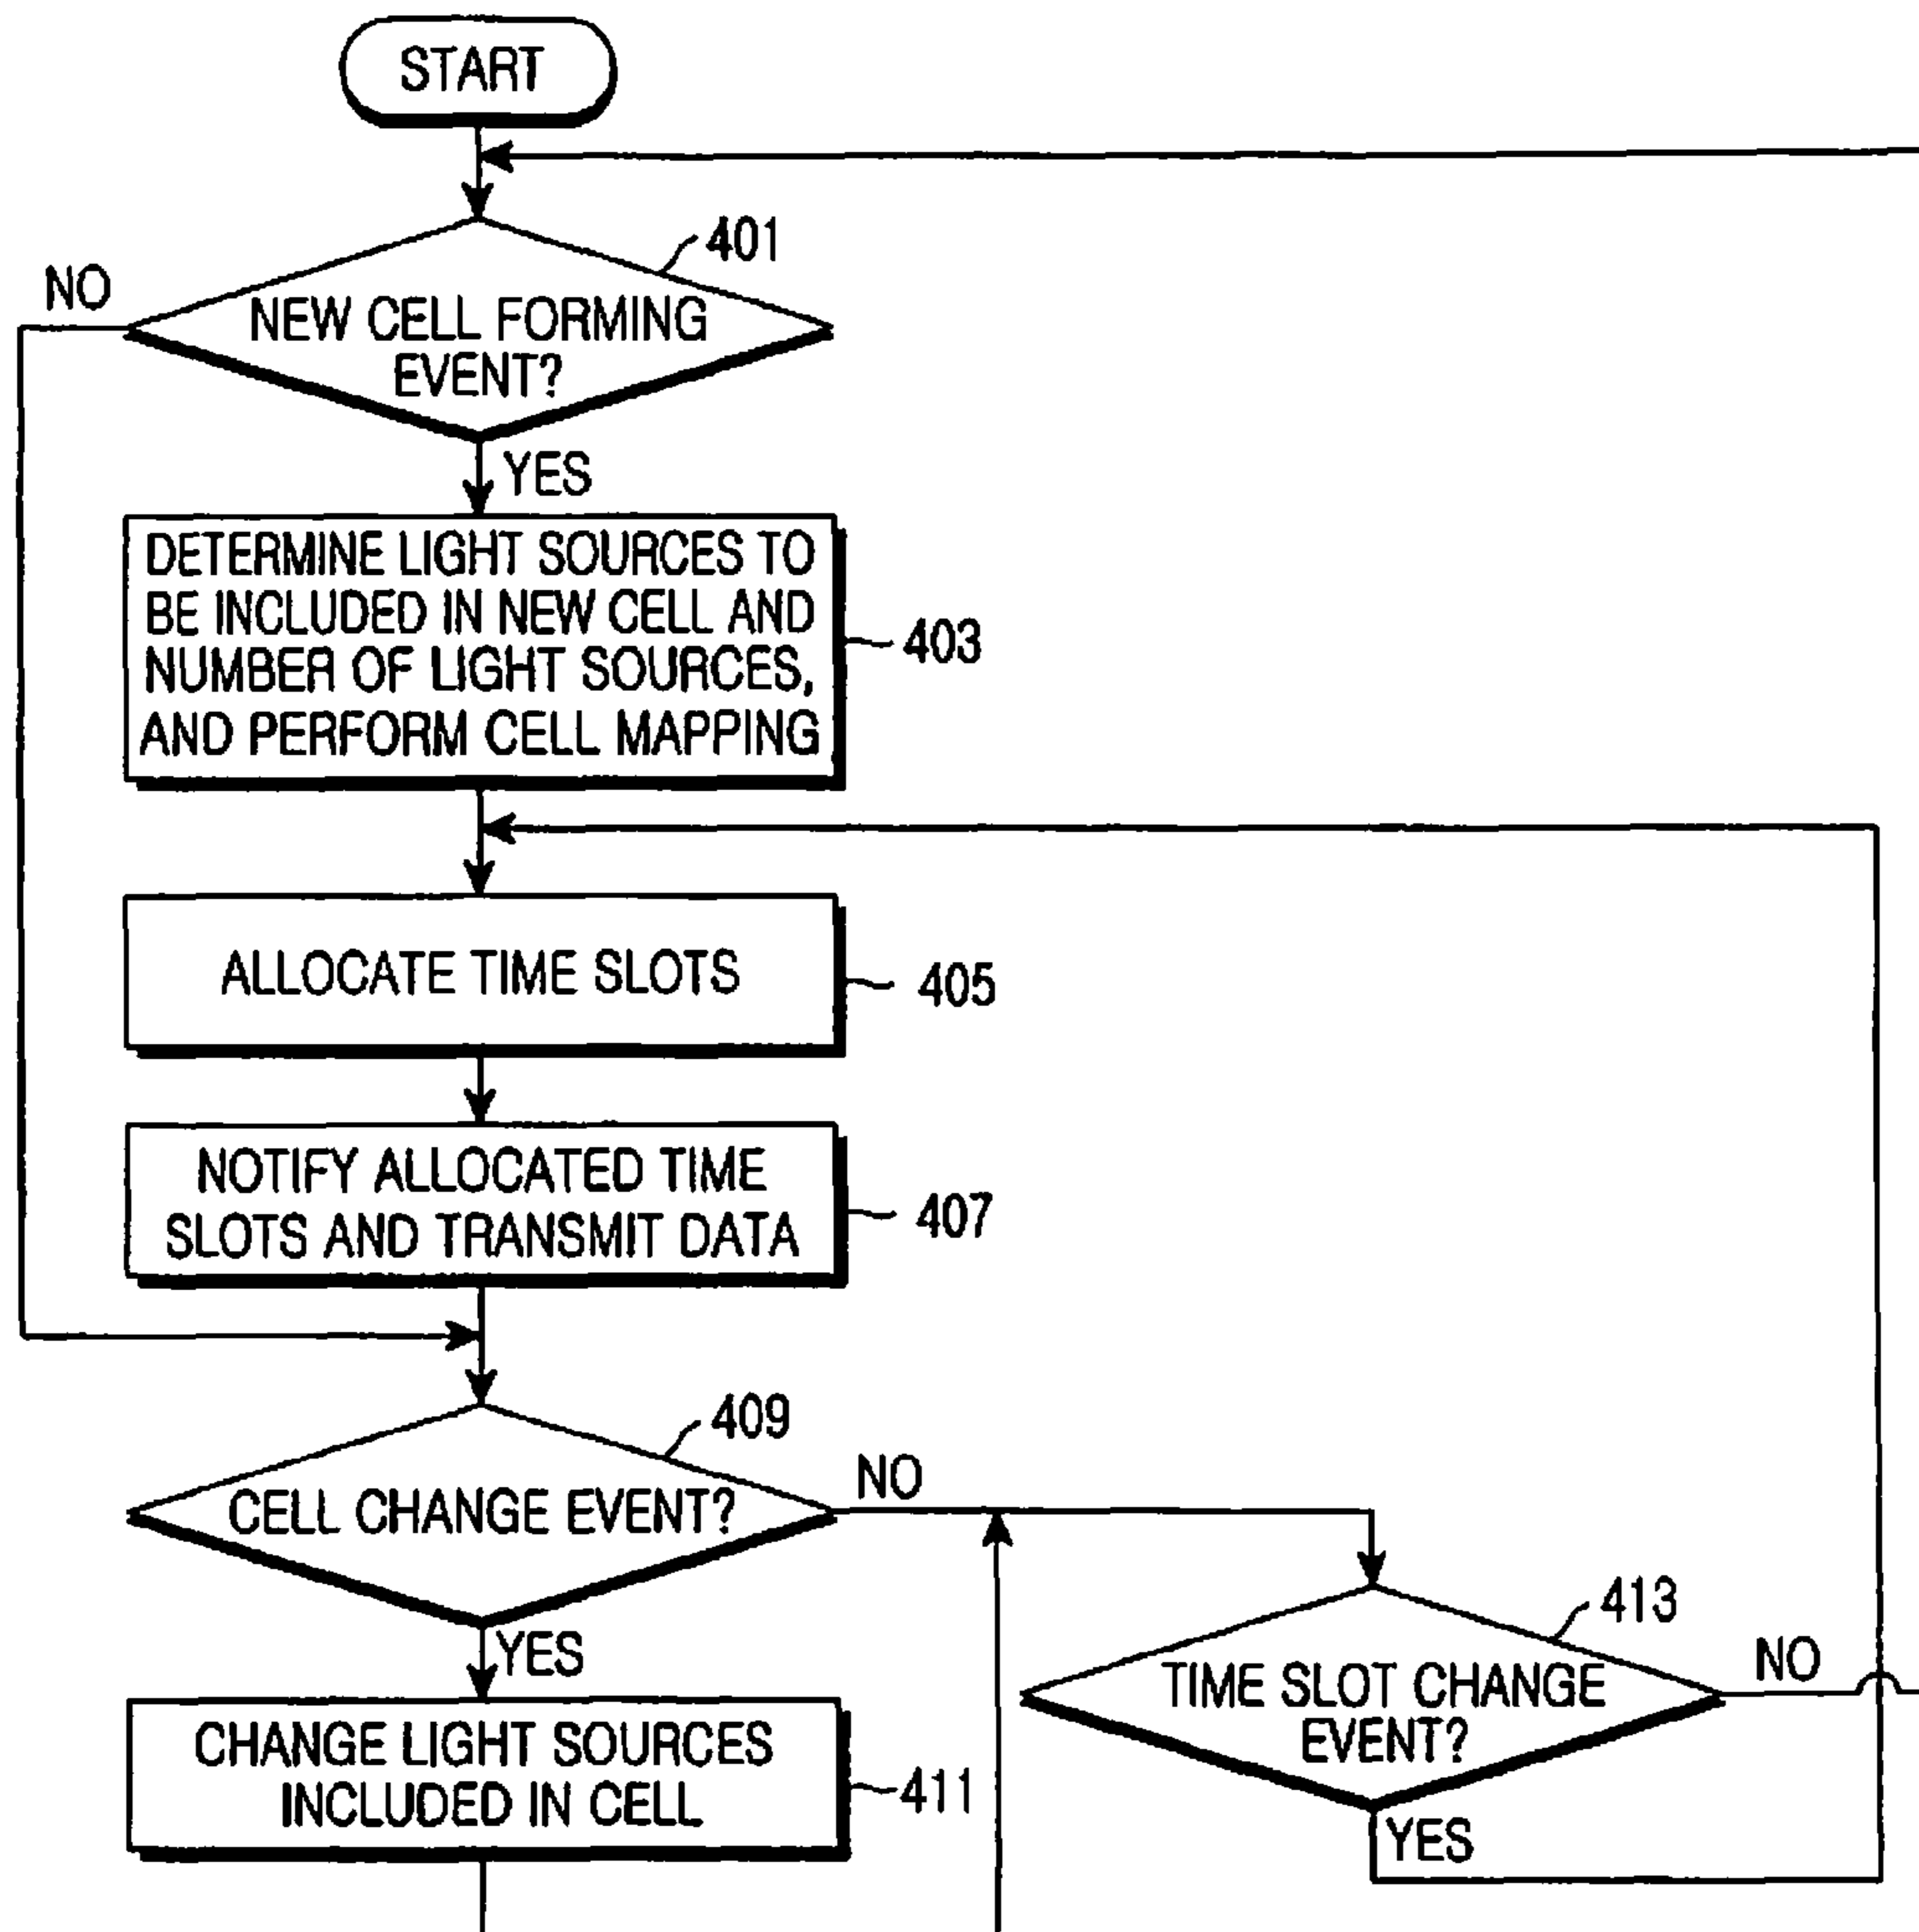 START
401
NO
NEW CELL FORMING
EVENT?
YES
DETERMINE LIGHT SOURCES TO
BE INCLUDED IN NEW CELL AND
NUMBER OF LIGHT SOURCES,
AND PERFORM CELL MAPPING
403
ALLOCATE TIME SLOTS
405
NOTIFY ALLOCATED TIME
SLOTS AND TRANSMIT DATA
407
409
CELL CHANGE EVENT?
NO
YES
413
TIME SLOT CHANGE
EVENT?
NO
YES
CHANGE LIGHT SOURCES
INCLUDED IN CELL
411